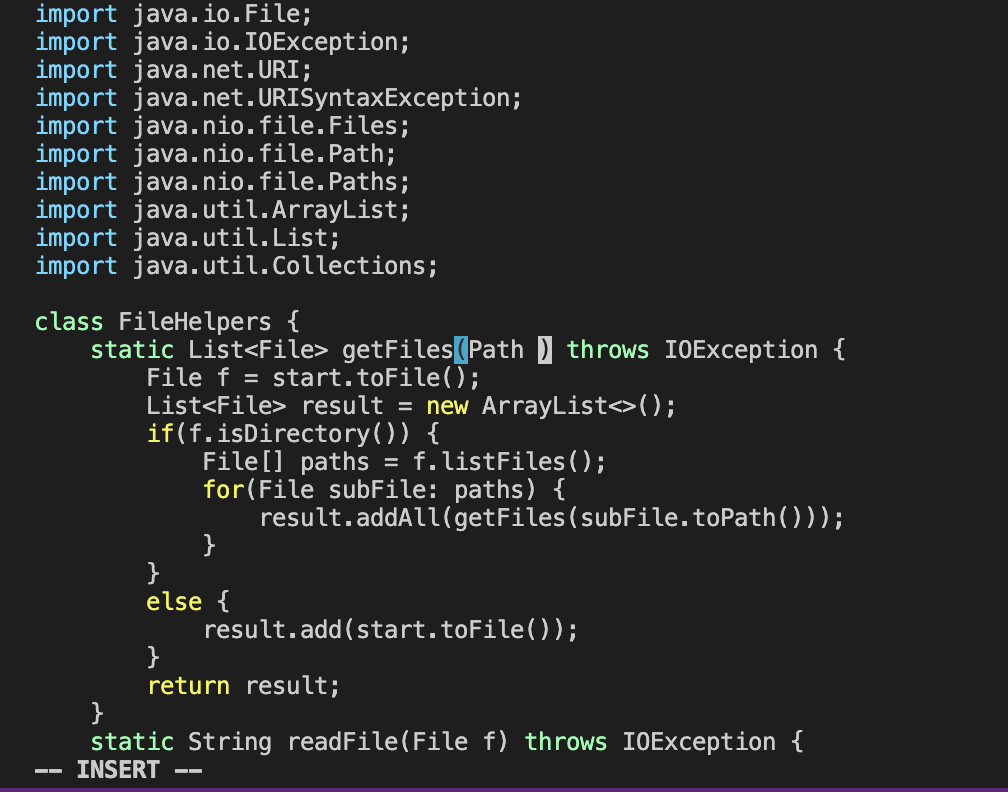 import java.io.File;
import java.io.IOException;
import java.net.URI;
import java.net.URISyntaxException;
import java.nio.file.Files;
import java.nio.file.Path;
import java.nio.file.Paths;
import java.util.ArrayList;
import java.util.List;
import java.util.Collections;

class FileHelpers {
    static List<File> getFiles(Path ) throws IOException {
        File f = start.toFile();
        List<File> result = new ArrayList<>();
        if(f.isDirectory()) {
            File[] paths = f.listFiles();
            for(File subFile: paths) {
                result.addAll(getFiles(subFile.toPath()));
            }
        }
        else {
            result.add(start.toFile());
        }
        return result;
    }
    static String readFile(File f) throws IOException {
-- INSERT --